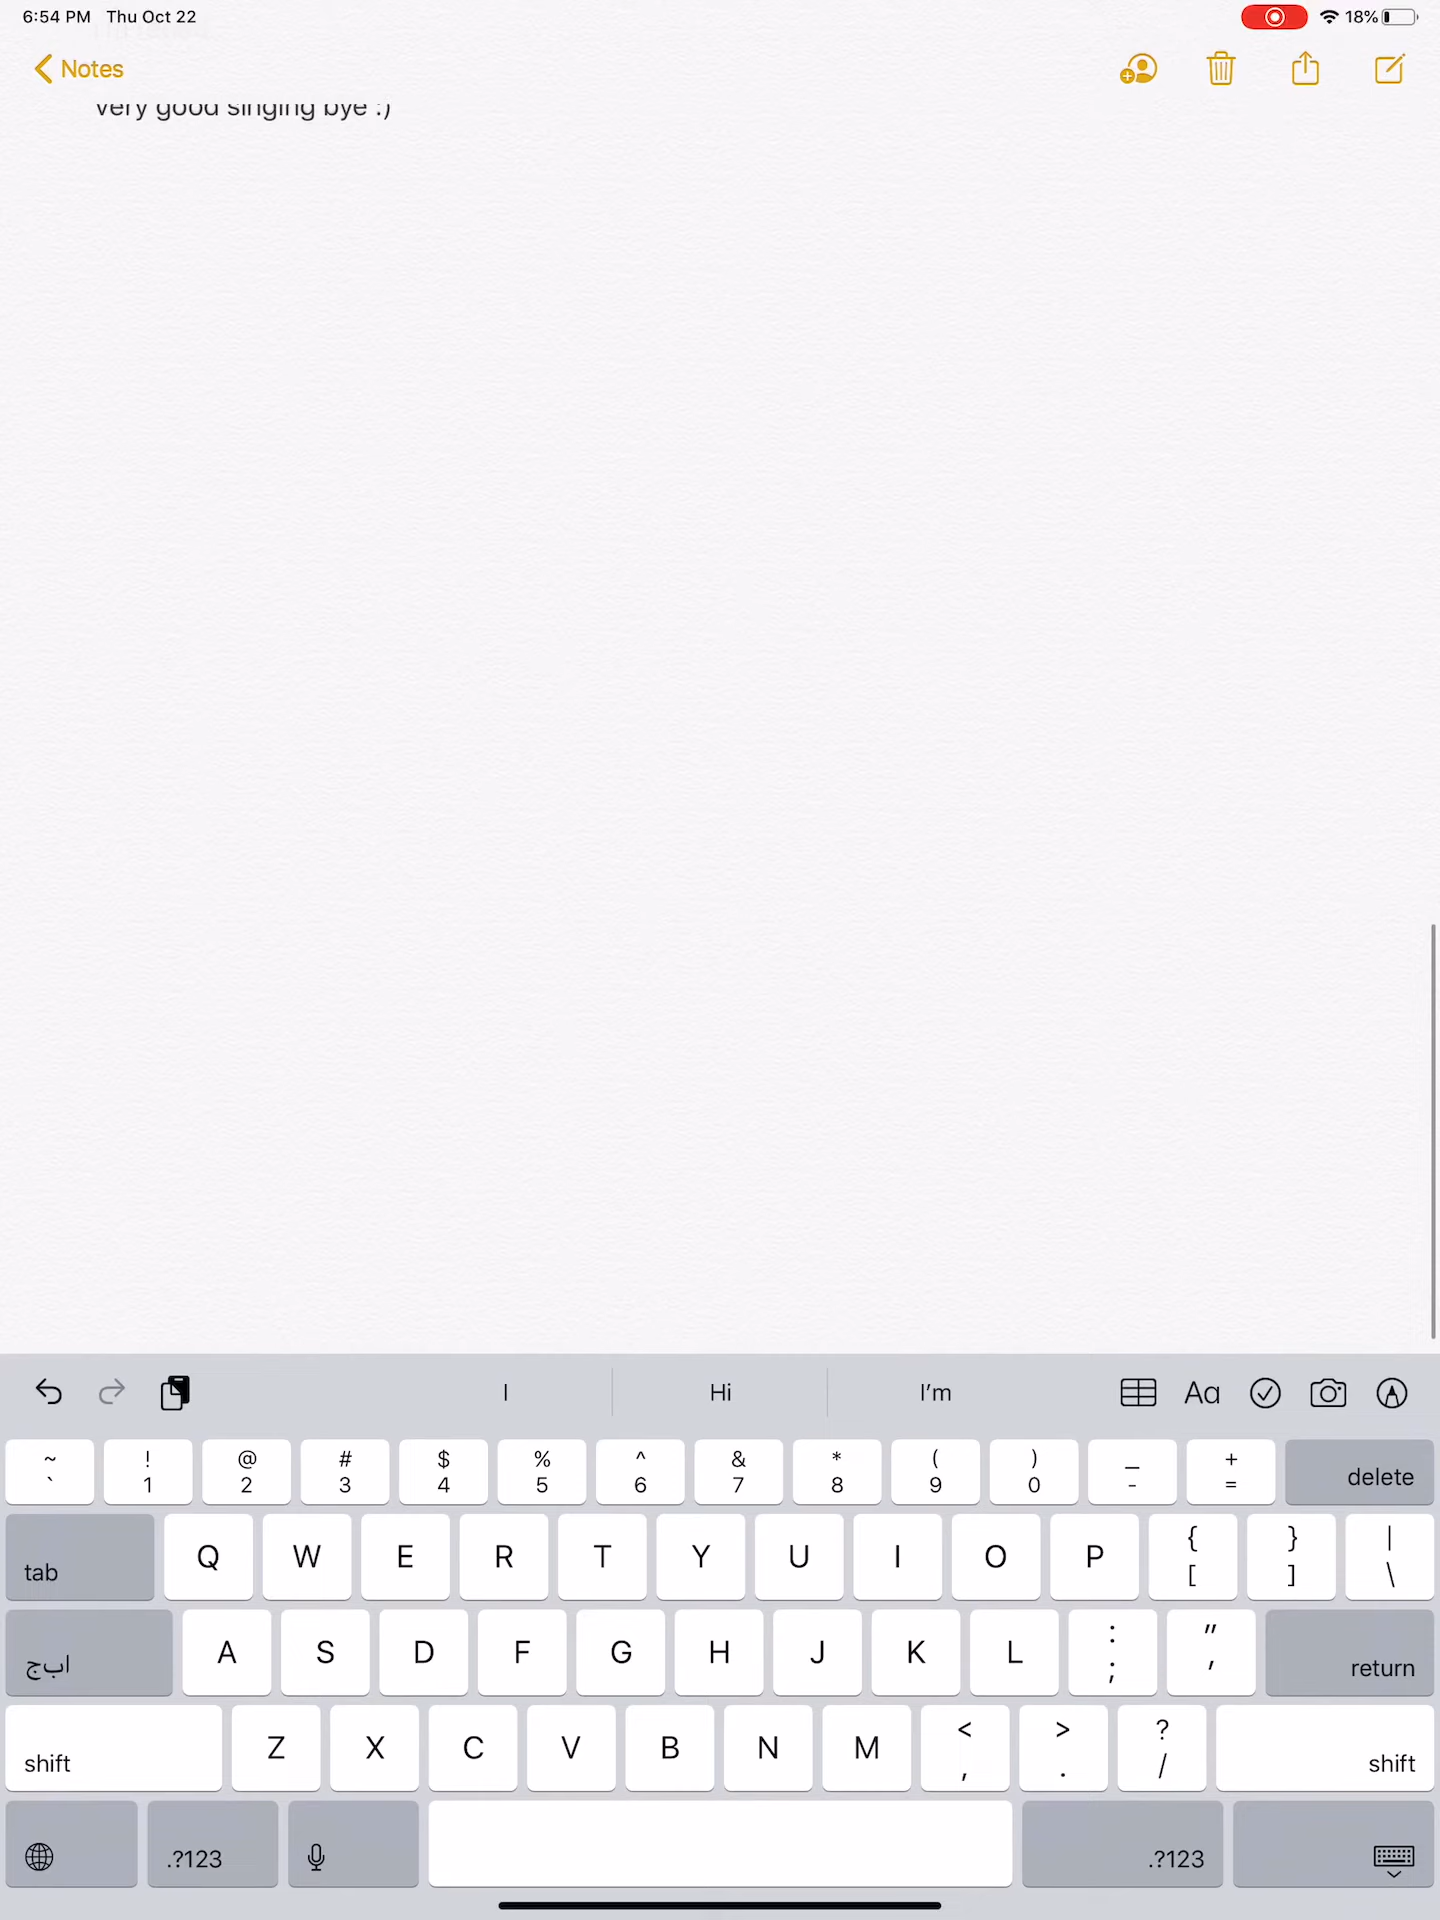 6:54 PM Thu Oct 22
18%
Notes
very good singing bye :)
I
Hi
I'm
Aa
~ ! @ # $ % ^ & * ( ) _ +
` 1 2 3 4 5 6 7 8 9 0 - = delete
tab Q W E R T Y U I O P { [ } ] | \
ابج A S D F G H J K L : ; " ' return
shift Z X C V B N M < , > . ? / shift
.?123 .?123